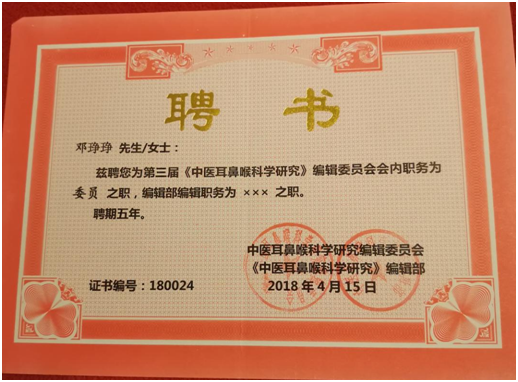 聘 书
邓琤琤 先生/女士：
兹聘您为第三届《中医耳鼻喉科学研究》编辑委员会会内职务为
委员 之职，编辑部编辑职务为 ××× 之职。
聘期五年。
中医耳鼻喉科学研究编辑委员会
《中医耳鼻喉科学研究》编辑部
证书编号：180024
2018 年 4 月 15 日